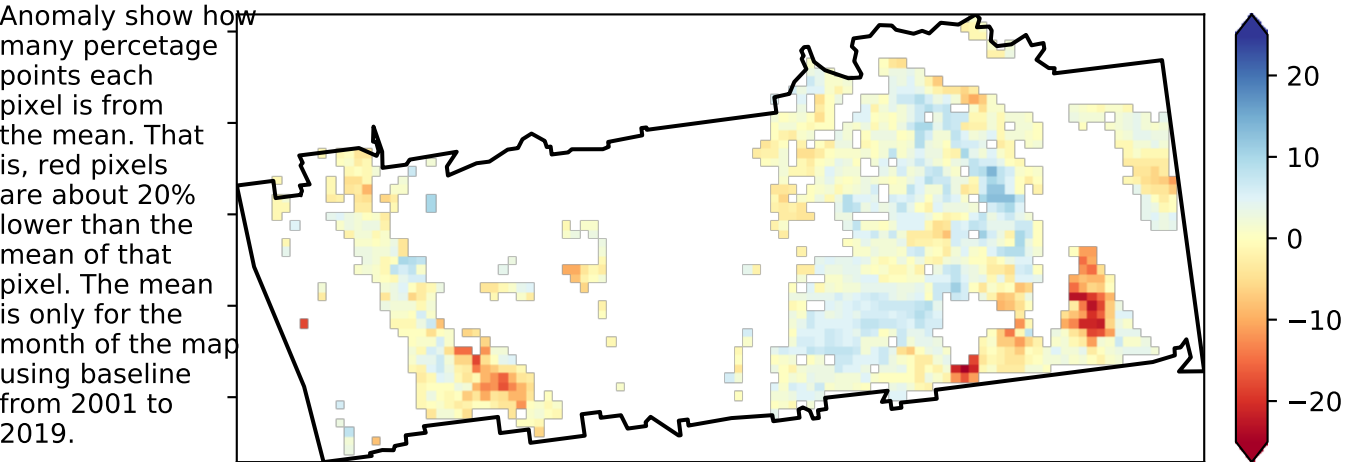 Anomaly show how
many percetage
points each
pixel is from
the mean. That
is, red pixels
are about 20%
lower than the
mean of that
pixel. The mean
is only for the
month of the map
using baseline
from 2001 to
2019.
20
10
0
−10
−20